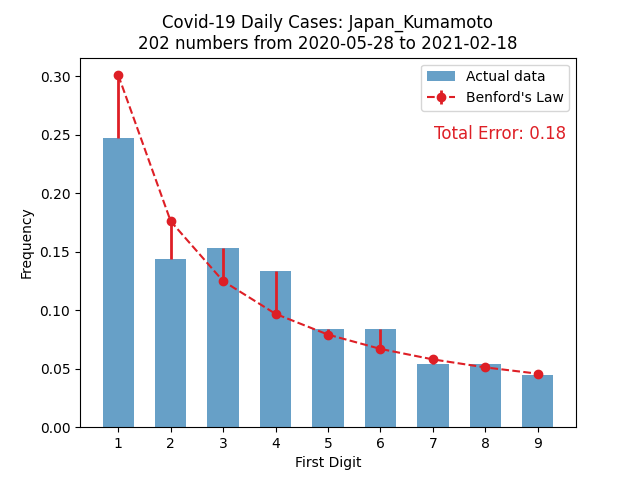 Covid-19 Daily Cases: Japan_Kumamoto
202 numbers from 2020-05-28 to 2021-02-18
Actual data
Benford's Law
Total Error: 0.18
Frequency
0.30
0.25
0.20
0.15
0.10
0.05
0.00
1 2 3 4 5 6 7 8 9
First Digit